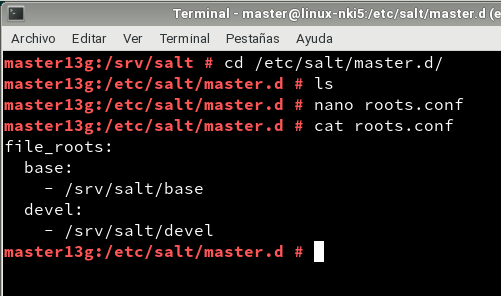 Terminal - master@linux-nki5:/etc/salt/master.d (e
Archivo Editar Ver Terminal Pestañas Ayuda
master13g:/srv/salt # cd /etc/salt/master.d/
master13g:/etc/salt/master.d # ls
master13g:/etc/salt/master.d # nano roots.conf
master13g:/etc/salt/master.d # cat roots.conf
file_roots:
  base:
    - /srv/salt/base
  devel:
    - /srv/salt/devel
master13g:/etc/salt/master.d #